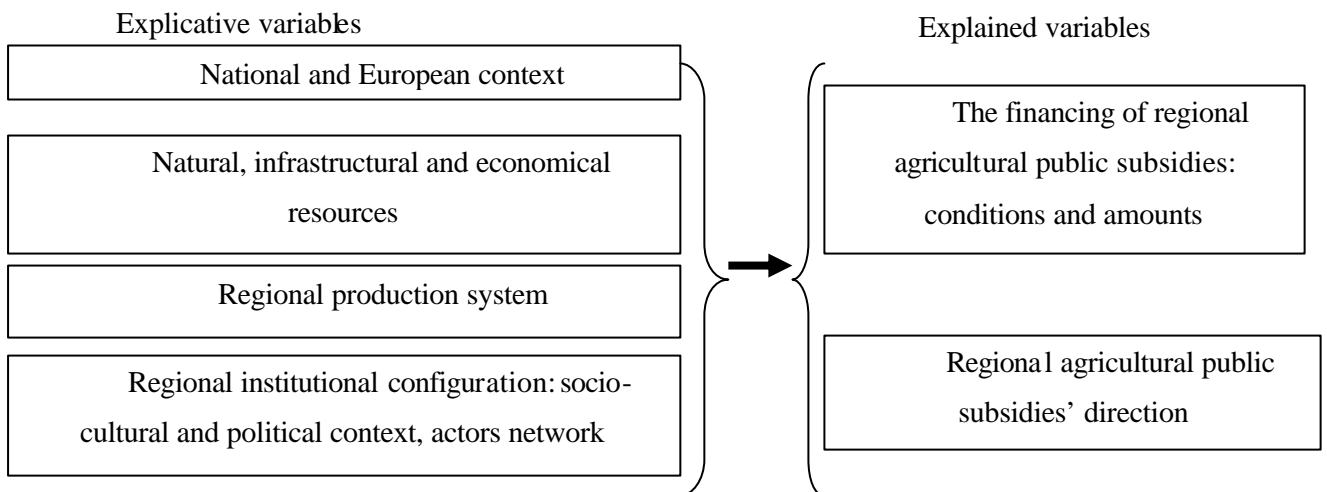 Explicative variables
National and European context
Natural, infrastructural and economical
resources
Regional production system
Regional institutional configuration: socio-
cultural and political context, actors network
Explained variables
The financing of regional
agricultural public subsidies:
conditions and amounts
Regional agricultural public
subsidies’ direction